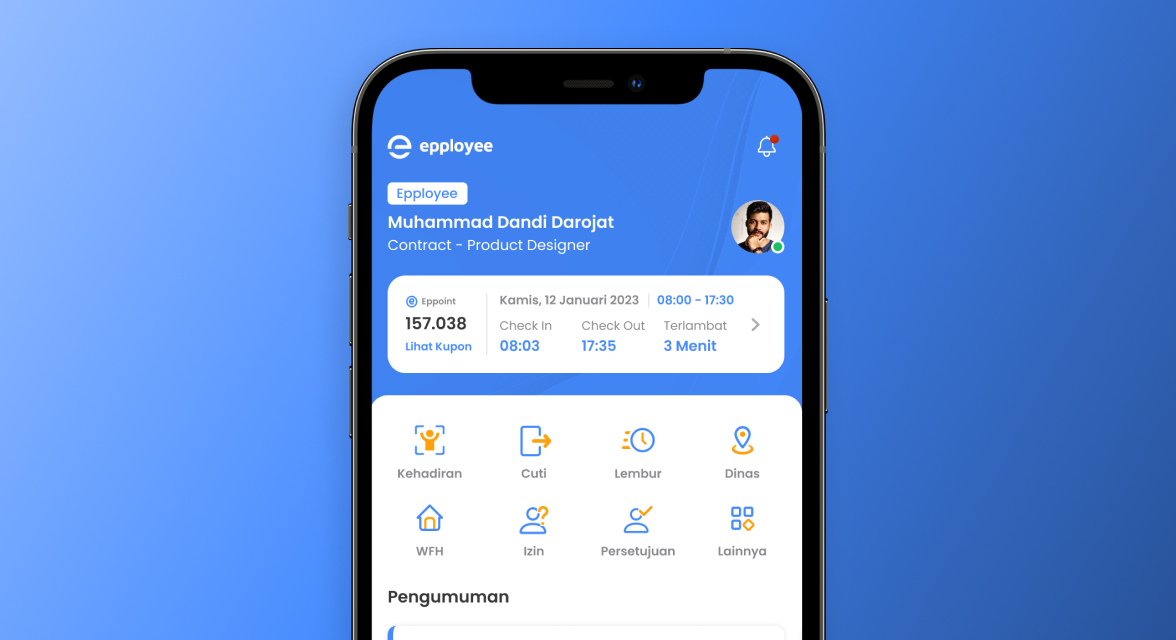 epployee
Epployee
Muhammad Dandi Darojat
Contract - Product Designer
Eppoint
157.038
Lihat Kupon
Kamis, 12 Januari 2023
08:00 - 17:30
Check In
Check Out
Terlambat
08:03
17:35
3 Menit
Kehadiran
Cuti
Lembur
Dinas
WFH
Izin
Persetujuan
Lainnya
Pengumuman